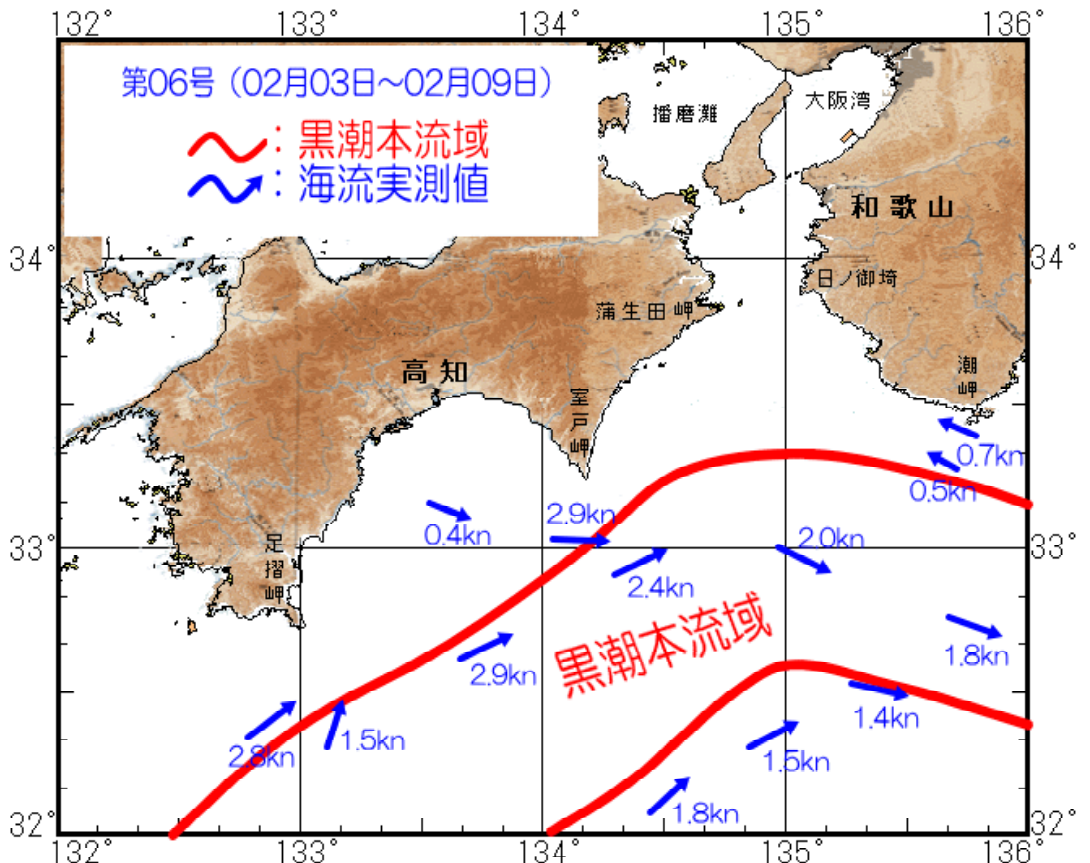 132°
133°
134°
135°
136°
第06号（02月03日～02月09日）
：黒潮本流域
：海流実測値
播磨灘
大阪湾
和歌山
34°
34°
日ノ御埼
蒲生田岬
高知
室戸岬
潮岬
0.7kn
0.5kn
2.9kn
0.4kn
33°
33°
2.0kn
足摺岬
2.4kn
黒潮本流域
1.8kn
2.9kn
1.4kn
1.5kn
2.8kn
1.5kn
1.8kn
32°
32°
132°
133°
134°
135°
136°